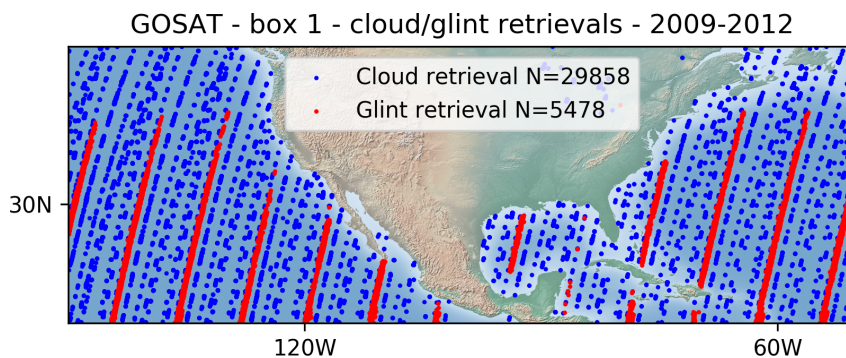 GOSAT - box 1 - cloud/glint retrievals - 2009-2012
Cloud retrieval N=29858
Glint retrieval N=5478
30N
120W
60W